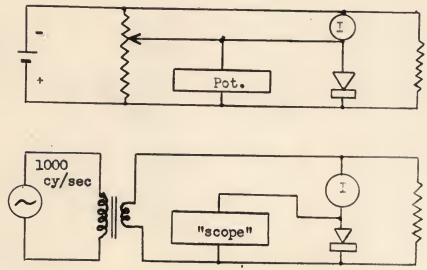 -
I
+
Pot.
1000
cy/sec
I
"scope"